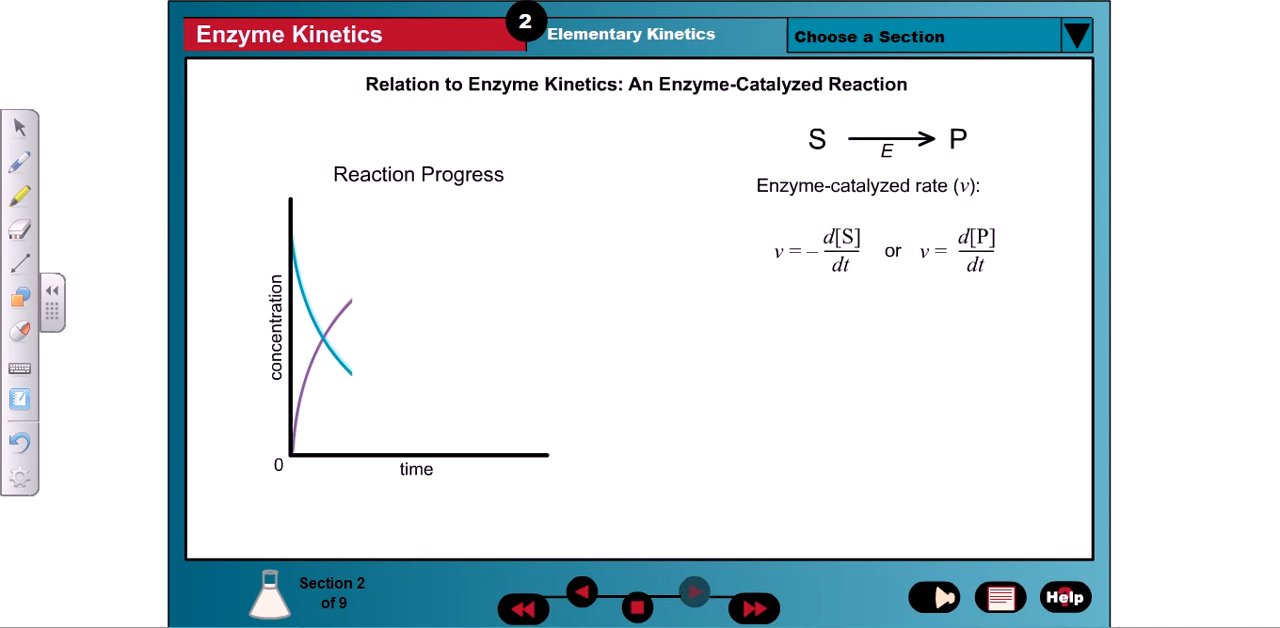 Enzyme Kinetics
2
Elementary Kinetics
Choose a Section
Relation to Enzyme Kinetics: An Enzyme-Catalyzed Reaction
S ⟶ P
E
Reaction Progress
Enzyme-catalyzed rate (v):
v = – d[S]/dt or v = d[P]/dt
concentration
0
time
Section 2
of 9
Help